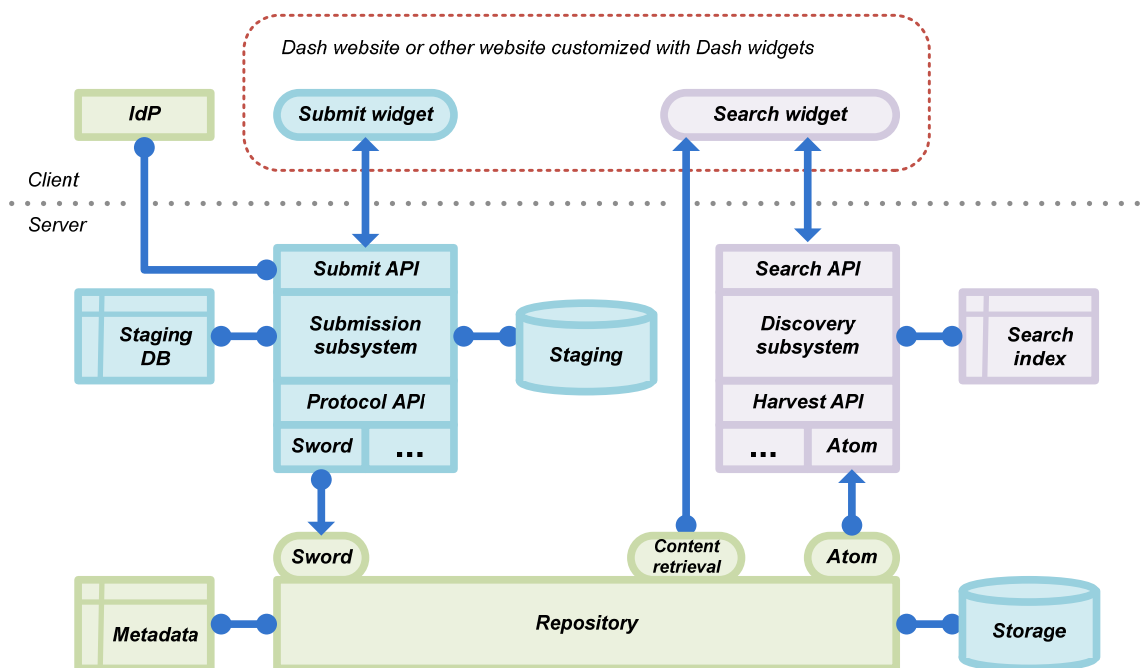 Dash website or other website customized with Dash widgets
IdP
Submit widget
Search widget
Client
Server
Submit API
Search API
Staging
DB
Submission
subsystem
Staging
Discovery
subsystem
Search
index
Protocol API
Harvest API
Sword
...
...
Atom
Sword
Content
retrieval
Atom
Metadata
Repository
Storage